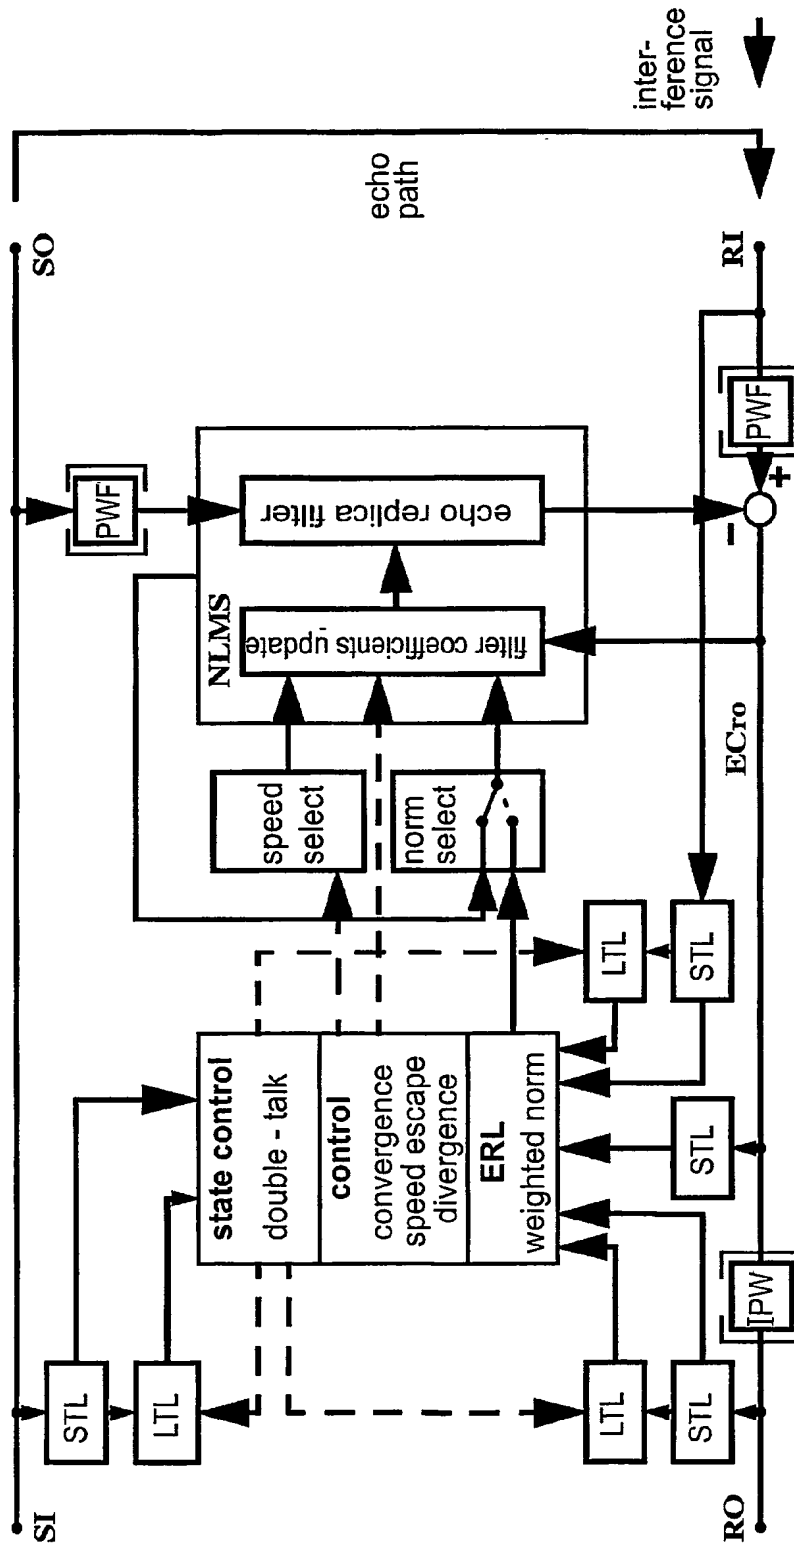 SI
SO
STL
LTL
PWF
echo
path
inter-
ference
signal
state control
double - talk
control
convergence
speed escape
divergence
ERL
weighted norm
speed
select
norm
select
NLMS
filter coefficients update
echo replica filter
LTL
STL
STL
LTL
STL
ECro
PWF
+
-
IPW
RO
RI